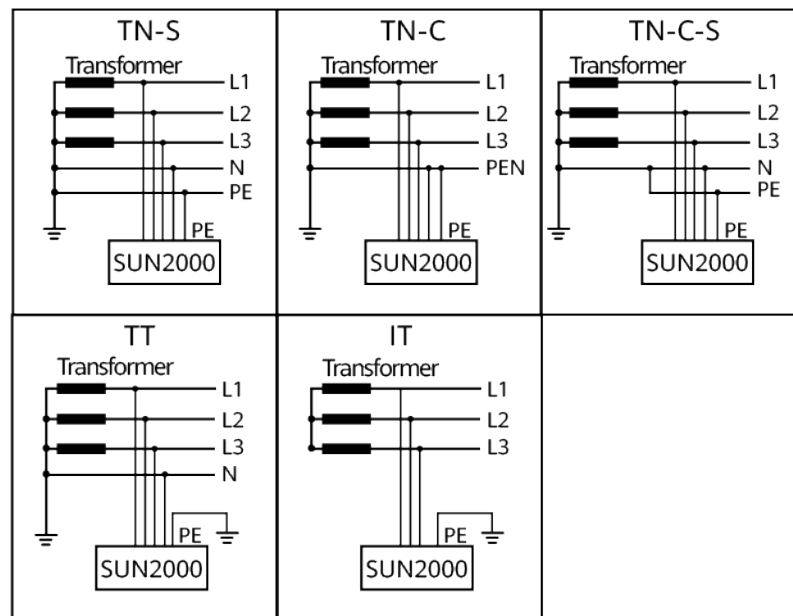 TN-S
Transformer
L1
L2
L3
N
PE
PE
SUN2000
TN-C
Transformer
L1
L2
L3
PEN
PE
SUN2000
TN-C-S
Transformer
L1
L2
L3
N
PE
PE
SUN2000
TT
Transformer
L1
L2
L3
N
PE
SUN2000
IT
Transformer
L1
L2
L3
PE
SUN2000